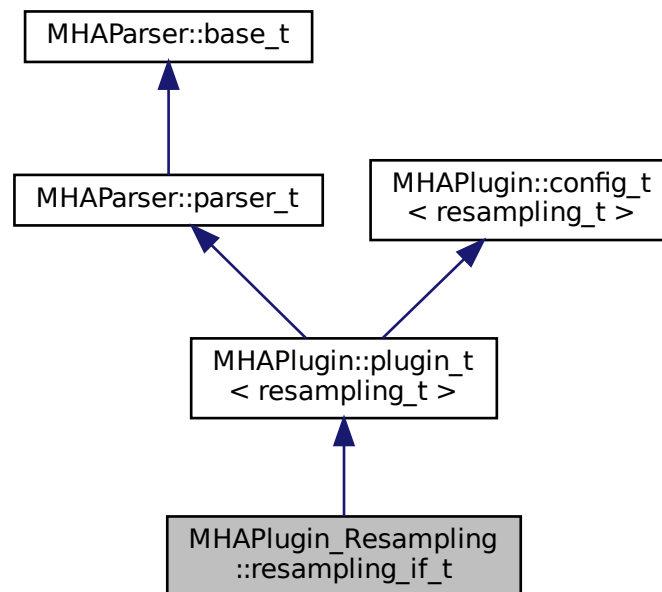 MHAParser::base_t
MHAParser::parser_t
MHAPlugin::config_t
< resampling_t >
MHAPlugin::plugin_t
< resampling_t >
MHAPlugin_Resampling
::resampling_if_t